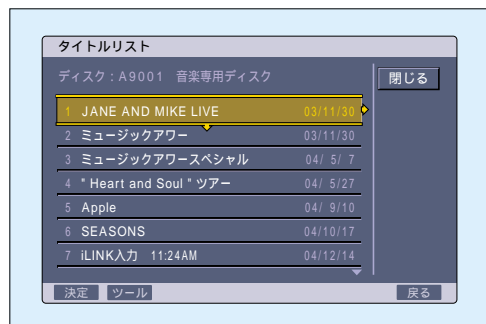 タイトルリスト
ディスク：A9001 音楽専用ディスク
閉じる
1 JANE AND MIKE LIVE 03/11/30
2 ミュージックアワー 03/11/30
3 ミュージックアワースペシャル 04/ 5/ 7
4 "Heart and Soul" ツアー 04/ 5/27
5 Apple 04/ 9/10
6 SEASONS 04/10/17
7 iLINK入力 11:24AM 04/12/14
決定 ツール 戻る